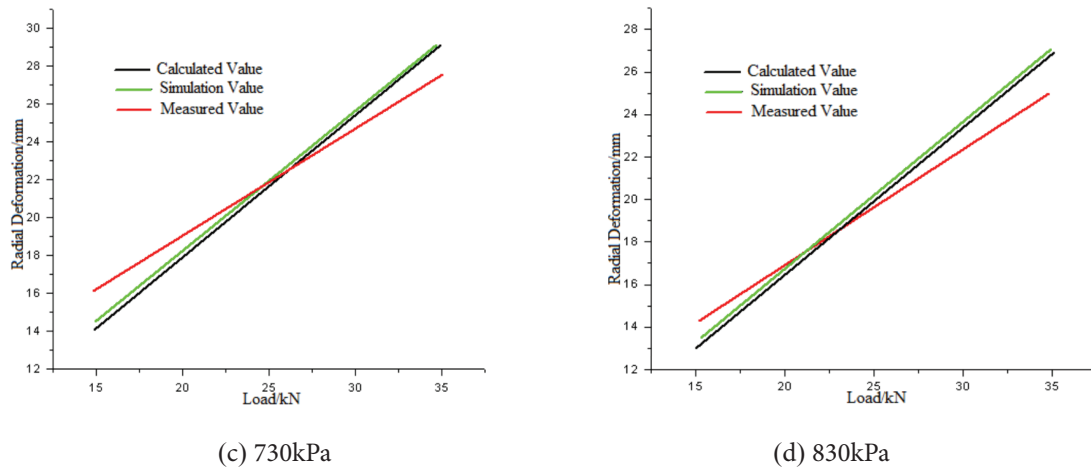 30
28
26
24
22
20
18
16
14
12
Radial Deformation/mm
Calculated Value
Simulation Value
Measured Value
15 20 25 30 35
Load/kN
(c) 730kPa
28
26
24
22
20
18
16
14
12
Radial Deformation/mm
Calculated Value
Simulation Value
Measured Value
15 20 25 30 35
Load/kN
(d) 830kPa